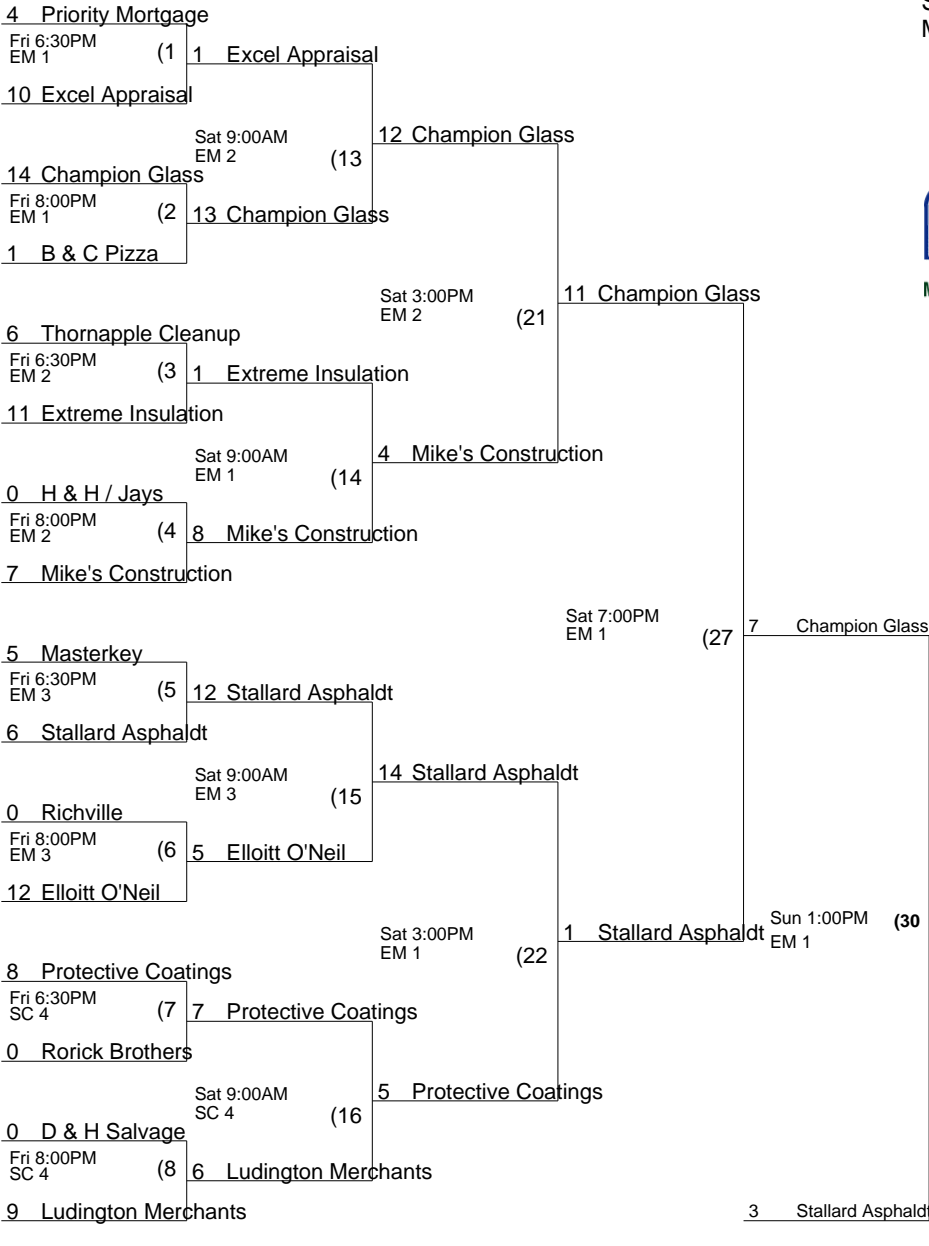 4 Priority Mortgage
Fri 6:30PM
EM 1
(1
1 Excel Appraisal
10 Excel Appraisal
Sat 9:00AM
EM 2
(13
12 Champion Glass
14 Champion Glass
Fri 8:00PM
EM 1
(2
13 Champion Glass
1 B & C Pizza
Sat 3:00PM
EM 2
(21
11 Champion Glass
6 Thornapple Cleanup
Fri 6:30PM
EM 2
(3
1 Extreme Insulation
11 Extreme Insulation
Sat 9:00AM
EM 1
(14
4 Mike's Construction
0 H & H / Jays
Fri 8:00PM
EM 2
(4
8 Mike's Construction
7 Mike's Construction
Sat 7:00PM
EM 1
(27
7 Champion Glass
5 Masterkey
Fri 6:30PM
EM 3
(5
12 Stallard Asphaldt
6 Stallard Asphaldt
Sat 9:00AM
EM 3
(15
14 Stallard Asphaldt
0 Richville
Fri 8:00PM
EM 3
(6
5 Elloitt O'Neil
12 Elloitt O'Neil
Sat 3:00PM
EM 1
(22
1 Stallard Asphaldt
Sun 1:00PM
EM 1
(30
8 Protective Coatings
Fri 6:30PM
SC 4
(7
7 Protective Coatings
0 Rorick Brothers
Sat 9:00AM
SC 4
(16
5 Protective Coatings
0 D & H Salvage
Fri 8:00PM
SC 4
(8
6 Ludington Merchants
9 Ludington Merchants
3 Stallard Asphaldt